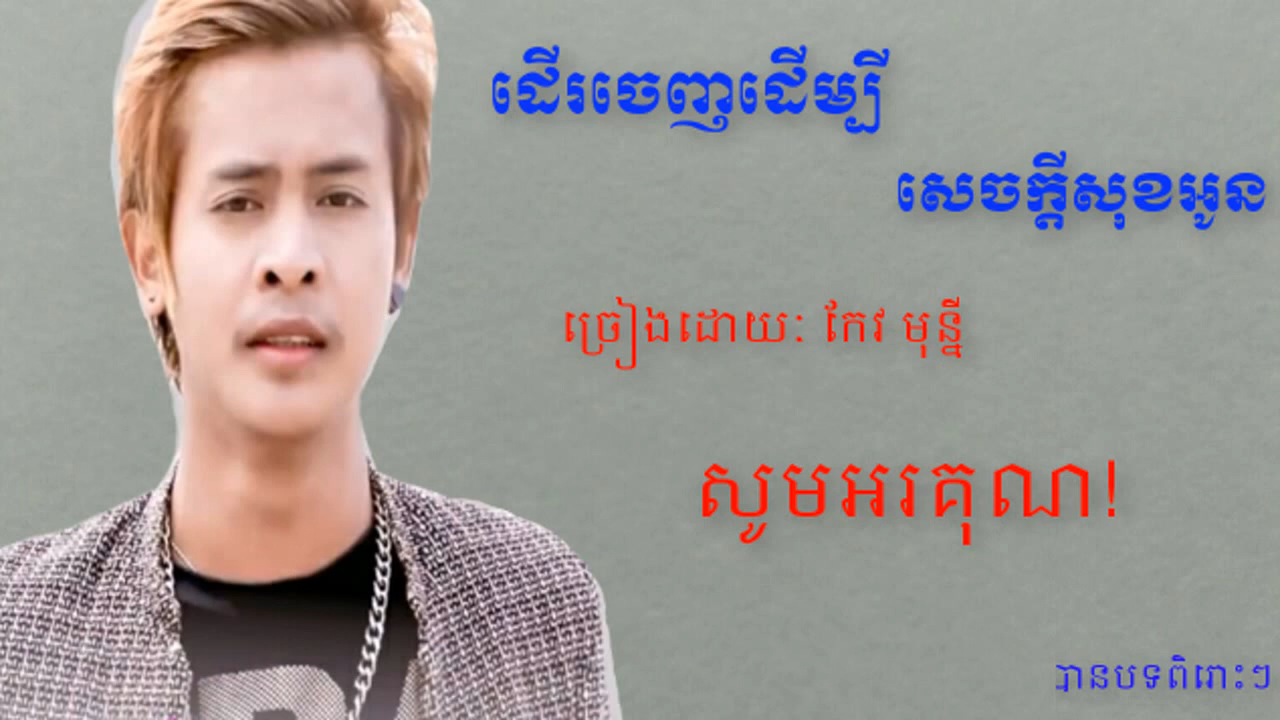 ដើរចេញដើម្បី
សេចក្ដីសុខអូន
ច្រៀងដោយ: កែវ មុន្នី
សូមអរគុណ!
បានបទពិរោះៗ